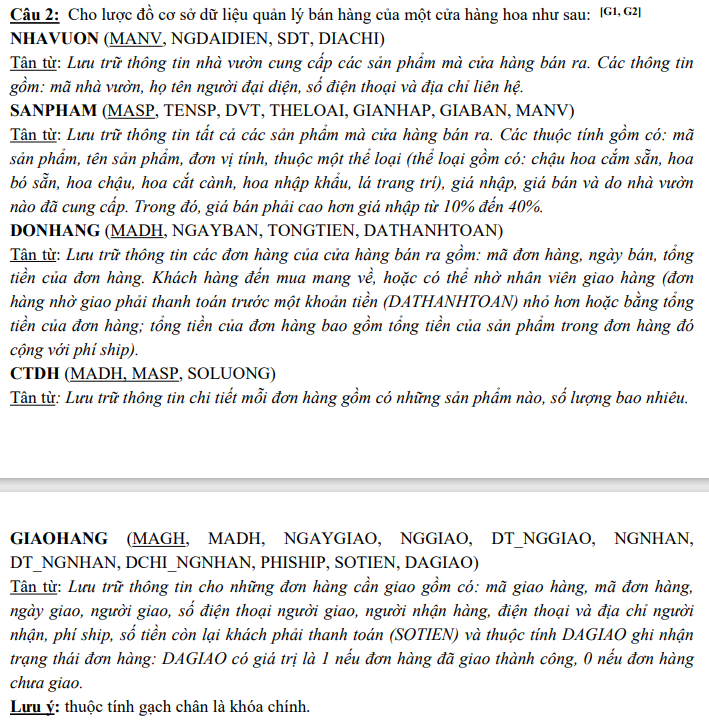 Câu 2: Cho lược đồ cơ sở dữ liệu quản lý bán hàng của một cửa hàng hoa như sau: [G1, G2]
NHAVUON (MANV, NGDAIDIEN, SDT, DIACHI)
Tân từ: Lưu trữ thông tin nhà vườn cung cấp các sản phẩm mà cửa hàng bán ra. Các thông tin
gồm: mã nhà vườn, họ tên người đại diện, số điện thoại và địa chỉ liên hệ.
SANPHAM (MASP, TENSP, DVT, THELOAI, GIANHAP, GIABAN, MANV)
Tân từ: Lưu trữ thông tin tất cả các sản phẩm mà cửa hàng bán ra. Các thuộc tính gồm có: mã
sản phẩm, tên sản phẩm, đơn vị tính, thuộc một thể loại (thể loại gồm có: chậu hoa cắm sẵn, hoa
bó sẵn, hoa chậu, hoa cắt cành, hoa nhập khẩu, lá trang trí), giá nhập, giá bán và do nhà vườn
nào đã cung cấp. Trong đó, giá bán phải cao hơn giá nhập từ 10% đến 40%.
DONHANG (MADH, NGAYBAN, TONGTIEN, DATHANHTOAN)
Tân từ: Lưu trữ thông tin các đơn hàng của cửa hàng bán ra gồm: mã đơn hàng, ngày bán, tổng
tiền của đơn hàng. Khách hàng đến mua mang về, hoặc có thể nhờ nhân viên giao hàng (đơn
hàng nhờ giao phải thanh toán trước một khoản tiền (DATHANHTOAN) nhỏ hơn hoặc bằng tổng
tiền của đơn hàng; tổng tiền của đơn hàng bao gồm tổng tiền của sản phẩm trong đơn hàng đó
cộng với phí ship).
CTDH (MADH, MASP, SOLUONG)
Tân từ: Lưu trữ thông tin chi tiết mỗi đơn hàng gồm có những sản phẩm nào, số lượng bao nhiêu.
GIAOHANG (MAGH, MADH, NGAYGIAO, NGGIAO, DT_NGGIAO, NGNHAN,
DT_NGNHAN, DCHI_NGNHAN, PHISHIP, SOTIEN, DAGIAO)
Tân từ: Lưu trữ thông tin cho những đơn hàng cần giao gồm có: mã giao hàng, mã đơn hàng,
ngày giao, người giao, số điện thoại người giao, người nhận hàng, điện thoại và địa chỉ người
nhận, phí ship, số tiền còn lại khách phải thanh toán (SOTIEN) và thuộc tính DAGIAO ghi nhận
trạng thái đơn hàng: DAGIAO có giá trị là 1 nếu đơn hàng đã giao thành công, 0 nếu đơn hàng
chưa giao.
Lưu ý: thuộc tính gạch chân là khóa chính.